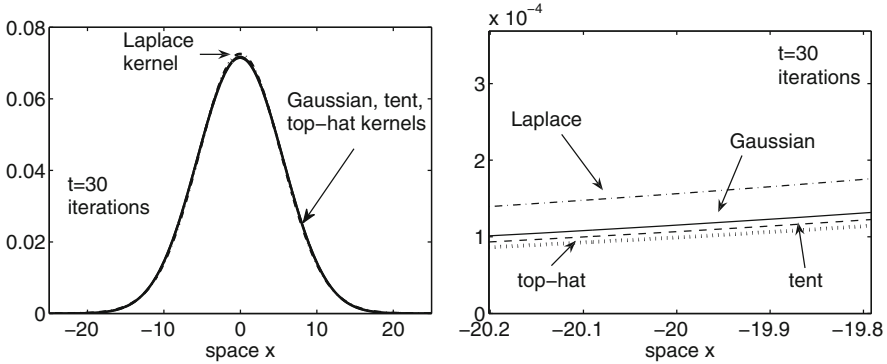 0.08
0.06
0.04
0.02
0
Laplace
kernel
Gaussian, tent,
top-hat kernels
t=30
iterations
−20
−10
0
10
20
space x
x 10⁻⁴
3
2
1
0
t=30
iterations
Laplace
Gaussian
top-hat
tent
−20.2
−20.1
−20
−19.9
−19.8
space x